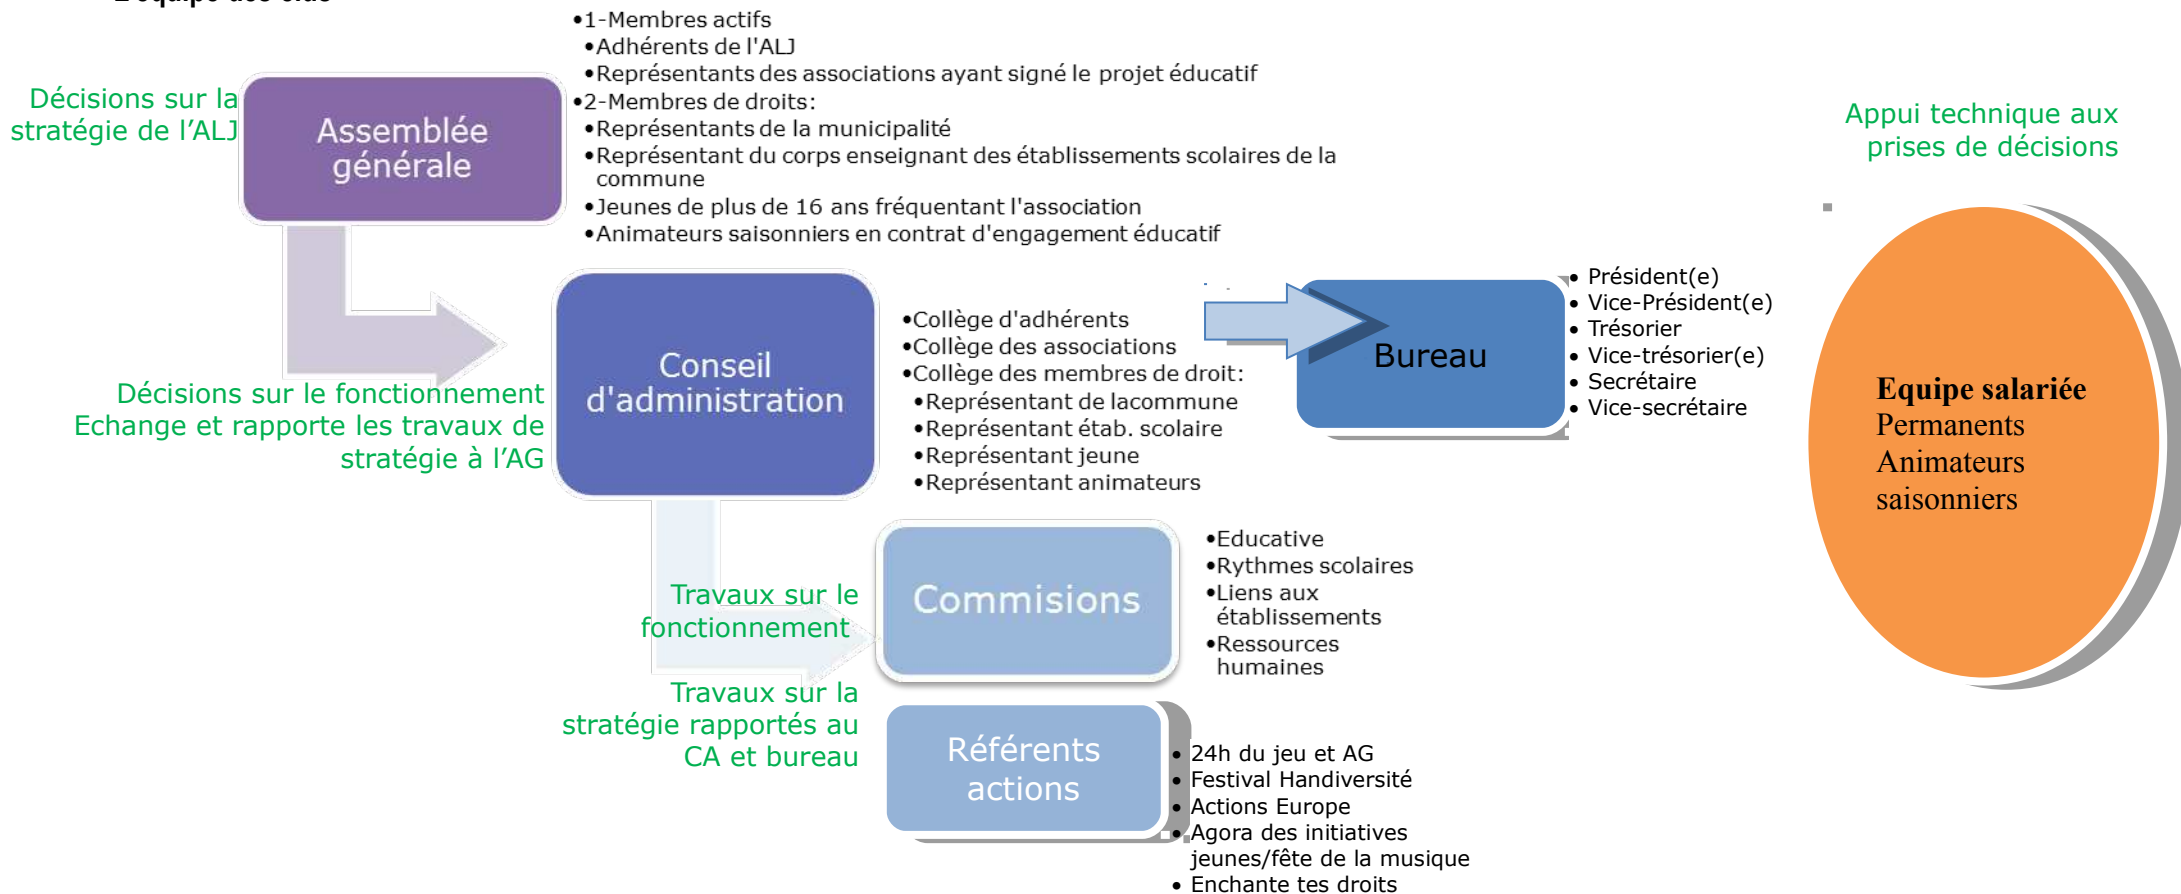 •1-Membres actifs
•Adhérents de l'ALJ
•Représentants des associations ayant signé le projet éducatif
•2-Membres de droits:
•Représentants de la municipalité
•Représentant du corps enseignant des établissements scolaires de la
commune
•Jeunes de plus de 16 ans fréquentant l'association
•Animateurs saisonniers en contrat d'engagement éducatif
Décisions sur la
stratégie de l'ALJ
Assemblée
générale
Appui technique aux
prises de décisions
Décisions sur le fonctionnement
Echange et rapporte les travaux de
stratégie à l'AG
Conseil
d'administration
•Collège d'adhérents
•Collège des associations
•Collège des membres de droit:
•Représentant de lacommune
•Représentant étab. scolaire
•Représentant jeune
•Représentant animateurs
Bureau
• Président(e)
• Vice-Président(e)
• Trésorier
• Vice-trésorier(e)
• Secrétaire
• Vice-secrétaire
Equipe salariée
Permanents
Animateurs
saisonniers
Travaux sur le
fonctionnement
Commisions
•Educative
•Rythmes scolaires
•Liens aux
établissements
•Ressources
humaines
Travaux sur la
stratégie rapportés au
CA et bureau
Référents
actions
• 24h du jeu et AG
• Festival Handiversité
• Actions Europe
• Agora des initiatives
jeunes/fête de la musique
• Enchante tes droits